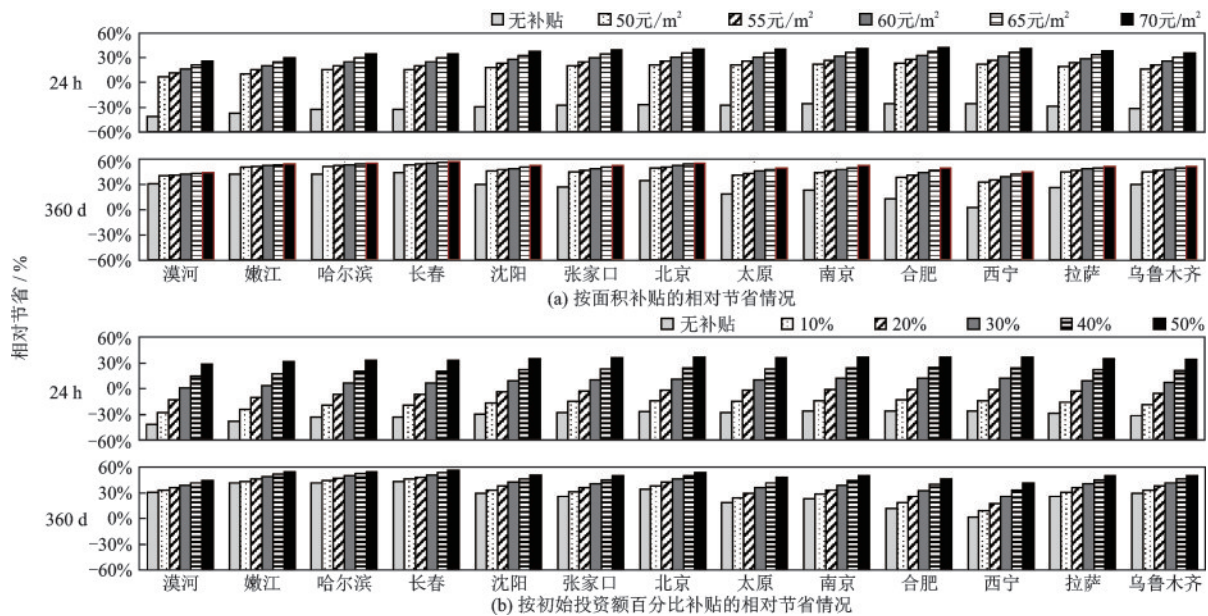 相对节省 / %
无补贴 50元/m² 55元/m² 60元/m² 65元/m² 70元/m²
24 h
60%
30%
0%
−30%
−60%
360 d
60%
30%
0%
−30%
−60%
漠河 嫩江 哈尔滨 长春 沈阳 张家口 北京 太原 南京 合肥 西宁 拉萨 乌鲁木齐
(a) 按面积补贴的相对节省情况
无补贴 10% 20% 30% 40% 50%
24 h
60%
30%
0%
−30%
−60%
360 d
60%
30%
0%
−30%
−60%
漠河 嫩江 哈尔滨 长春 沈阳 张家口 北京 太原 南京 合肥 西宁 拉萨 乌鲁木齐
(b) 按初始投资额百分比补贴的相对节省情况